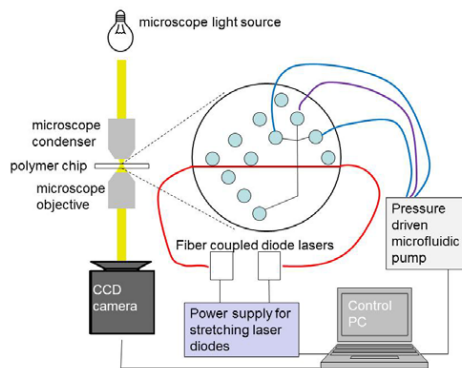 microscope light source
microscope
condenser
polymer chip
microscope
objective
Fiber coupled diode lasers
CCD
camera
Power supply for
stretching laser
diodes
Control
PC
Pressure
driven
microfluidic
pump